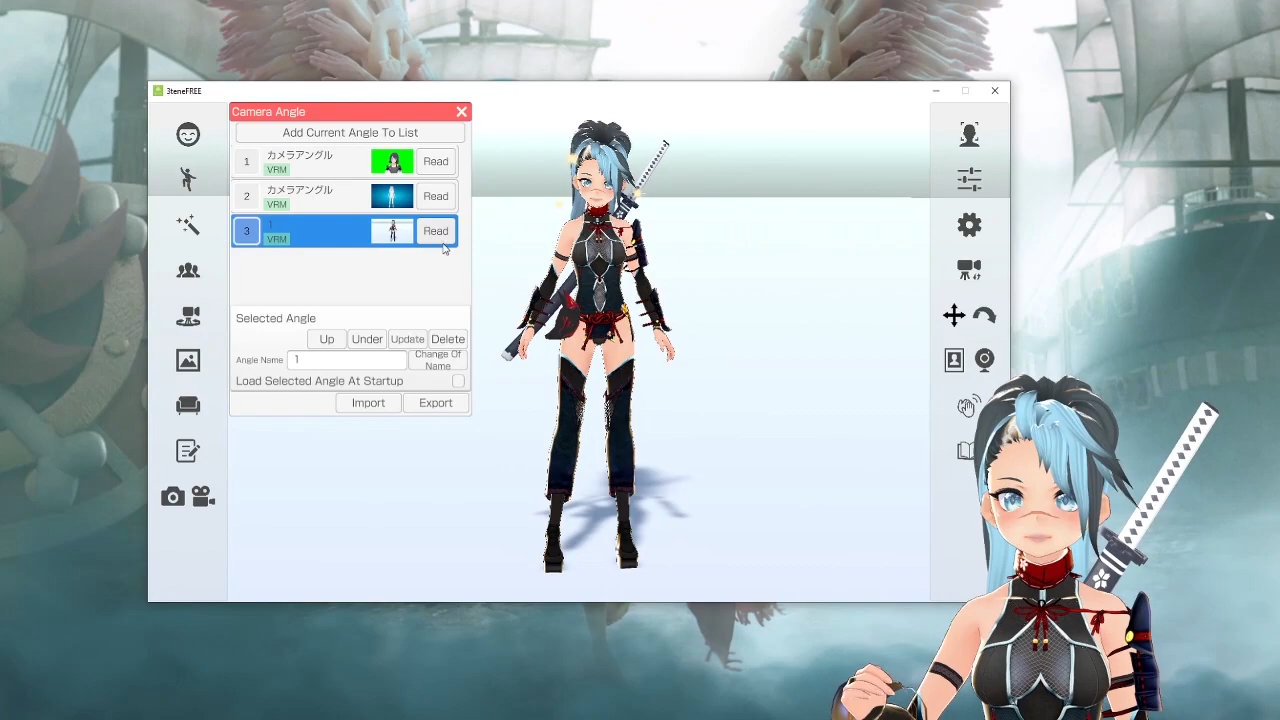 3teneFREE
Camera Angle
Add Current Angle To List
1 カメラアングル Read
VRM
2 カメラアングル Read
VRM
3 1 Read
VRM
Selected Angle
Up Under Update Delete
Angle Name 1 Change Of Name
Load Selected Angle At Startup
Import Export